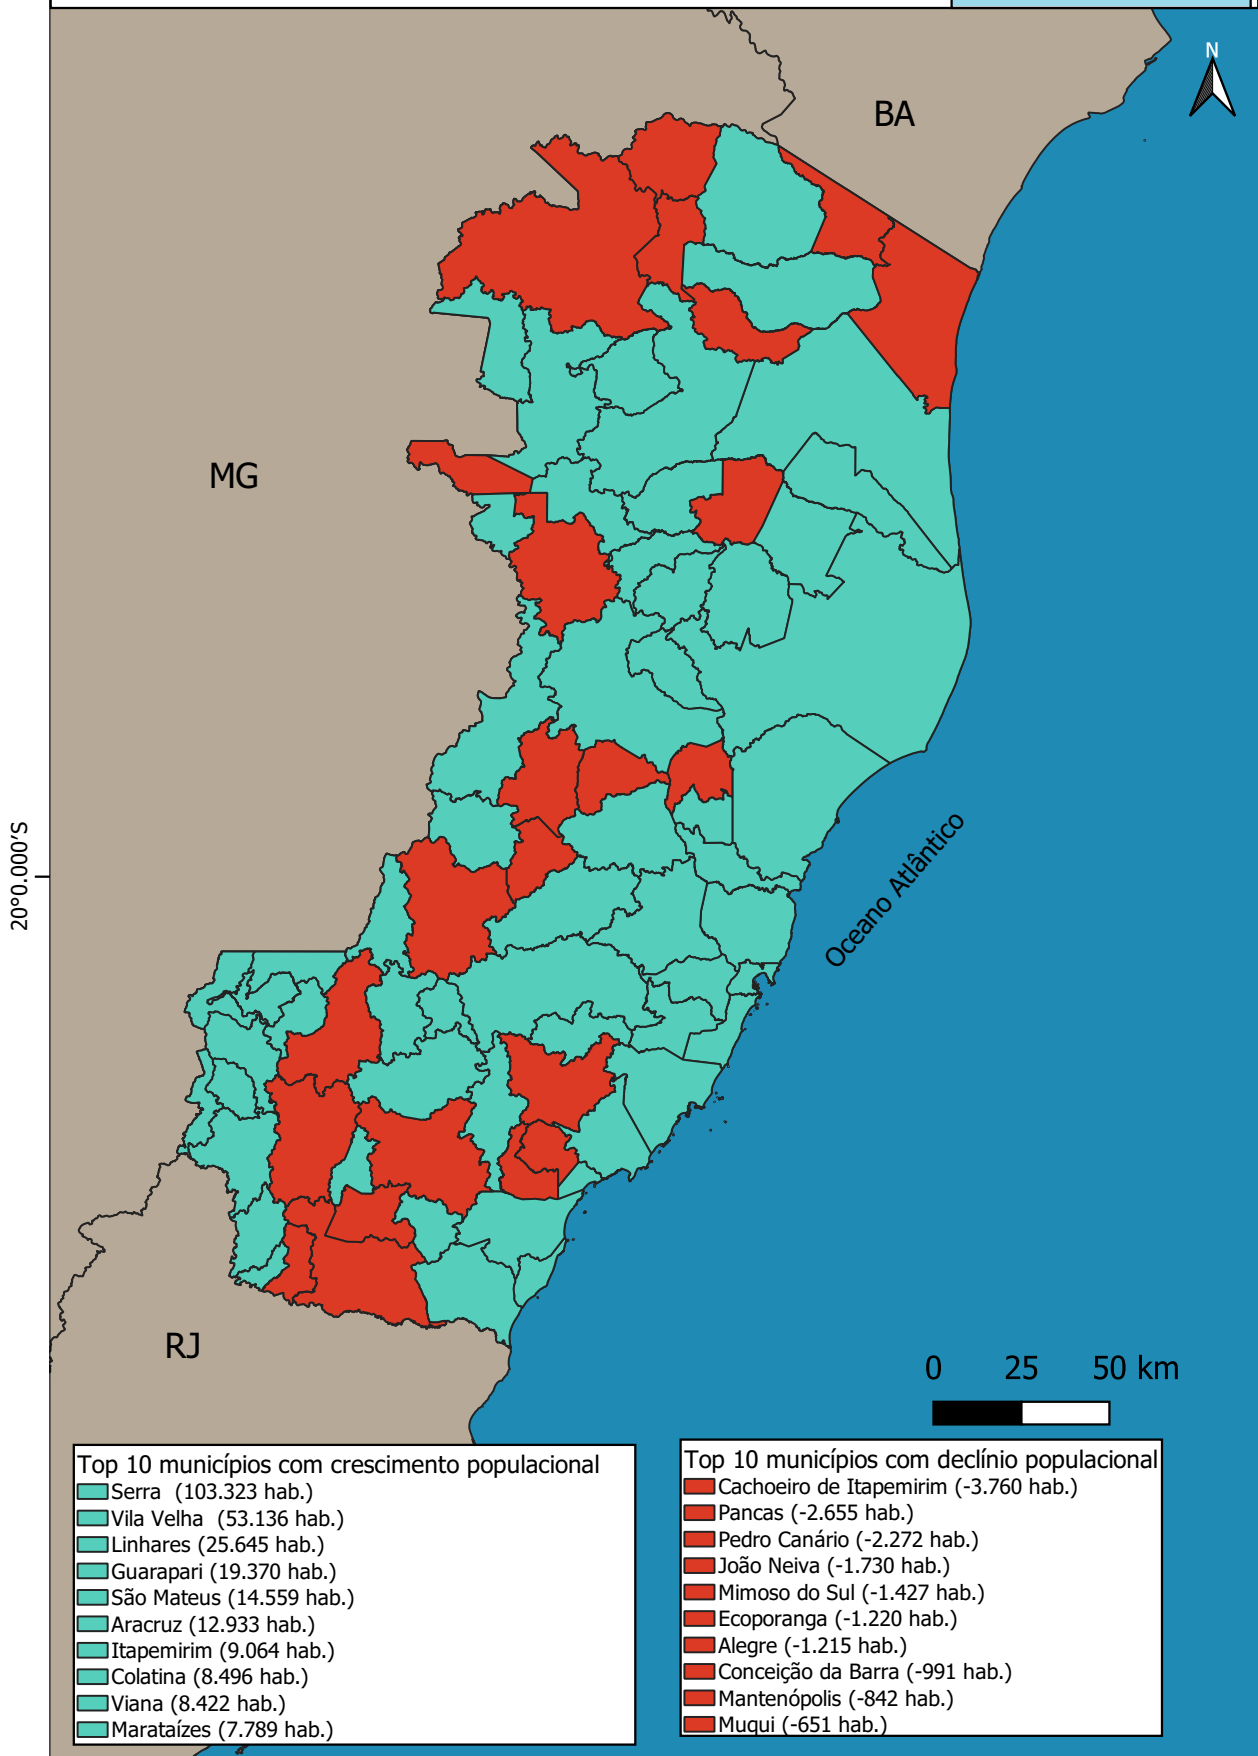 N
BA
MG
20°0.000'S
Oceano Atlântico
RJ
0 25 50 km
Top 10 municípios com crescimento populacional
Serra (103.323 hab.)
Vila Velha (53.136 hab.)
Linhares (25.645 hab.)
Guarapari (19.370 hab.)
São Mateus (14.559 hab.)
Aracruz (12.933 hab.)
Itapemirim (9.064 hab.)
Colatina (8.496 hab.)
Viana (8.422 hab.)
Marataízes (7.789 hab.)
Top 10 municípios com declínio populacional
Cachoeiro de Itapemirim (-3.760 hab.)
Pancas (-2.655 hab.)
Pedro Canário (-2.272 hab.)
João Neiva (-1.730 hab.)
Mimoso do Sul (-1.427 hab.)
Ecoporanga (-1.220 hab.)
Alegre (-1.215 hab.)
Conceição da Barra (-991 hab.)
Mantenópolis (-842 hab.)
Muqui (-651 hab.)